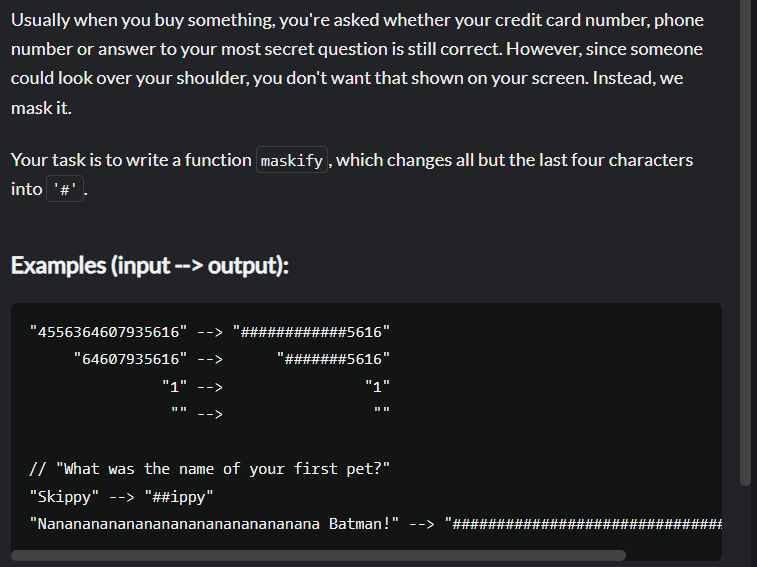 Usually when you buy something, you're asked whether your credit card number, phone
number or answer to your most secret question is still correct. However, since someone
could look over your shoulder, you don't want that shown on your screen. Instead, we
mask it.
Your task is to write a function maskify, which changes all but the last four characters
into '#'.
Examples (input --> output):
"4556364607935616" --> "############5616"
"64607935616" --> "#######5616"
"1" --> "1"
"" --> ""
// "What was the name of your first pet?"
"Skippy" --> "##ippy"
"Nananananananananananananananana Batman!" --> "###############################